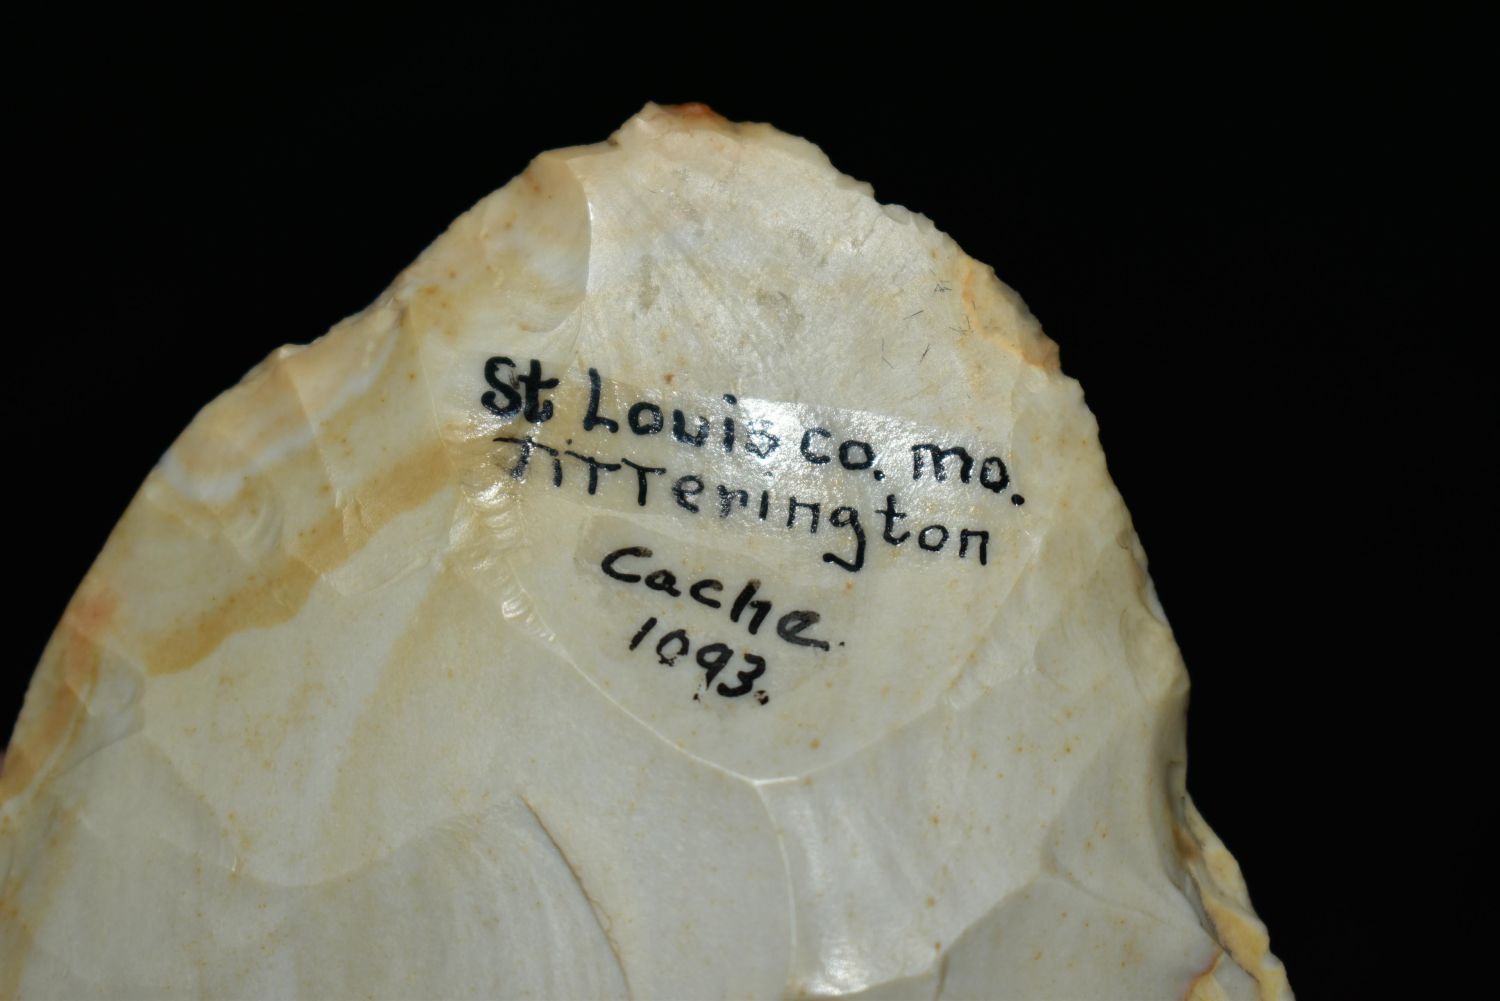 St Louis co. mo.
Titterington
Cache.
1093.